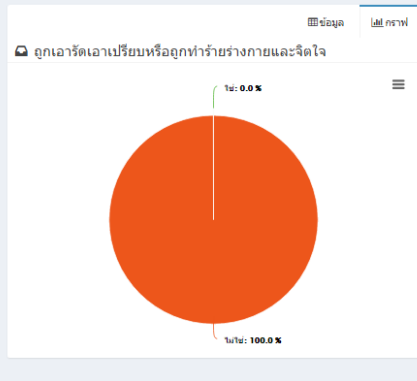 ข้อมูล กราฟ
ถูกเอารัดเอาเปรียบหรือถูกทำร้ายร่างกายและจิตใจ
ใช่: 0.0 %
ไม่ใช่: 100.0 %